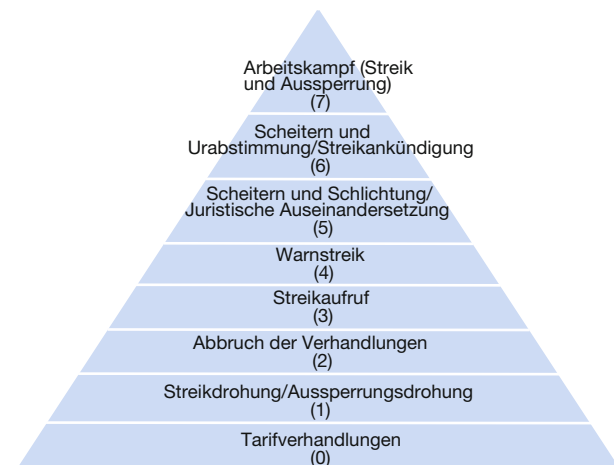 Arbeitskampf (Streik
und Aussperrung)
(7)
Scheitern und
Urabstimmung/Streikankündigung
(6)
Scheitern und Schlichtung/
Juristische Auseinandersetzung
(5)
Warnstreik
(4)
Streikaufruf
(3)
Abbruch der Verhandlungen
(2)
Streikdrohung/Aussperrungsdrohung
(1)
Tarifverhandlungen
(0)